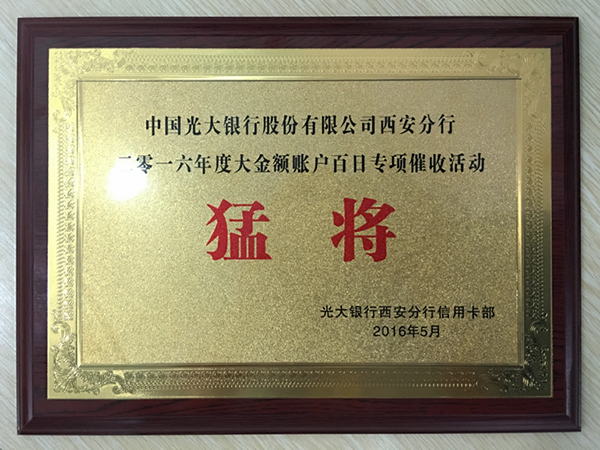 中国光大银行股份有限公司西安分行
二零一六年度大金额账户百日专项催收活动
猛将
光大银行西安分行信用卡部
2016年5月